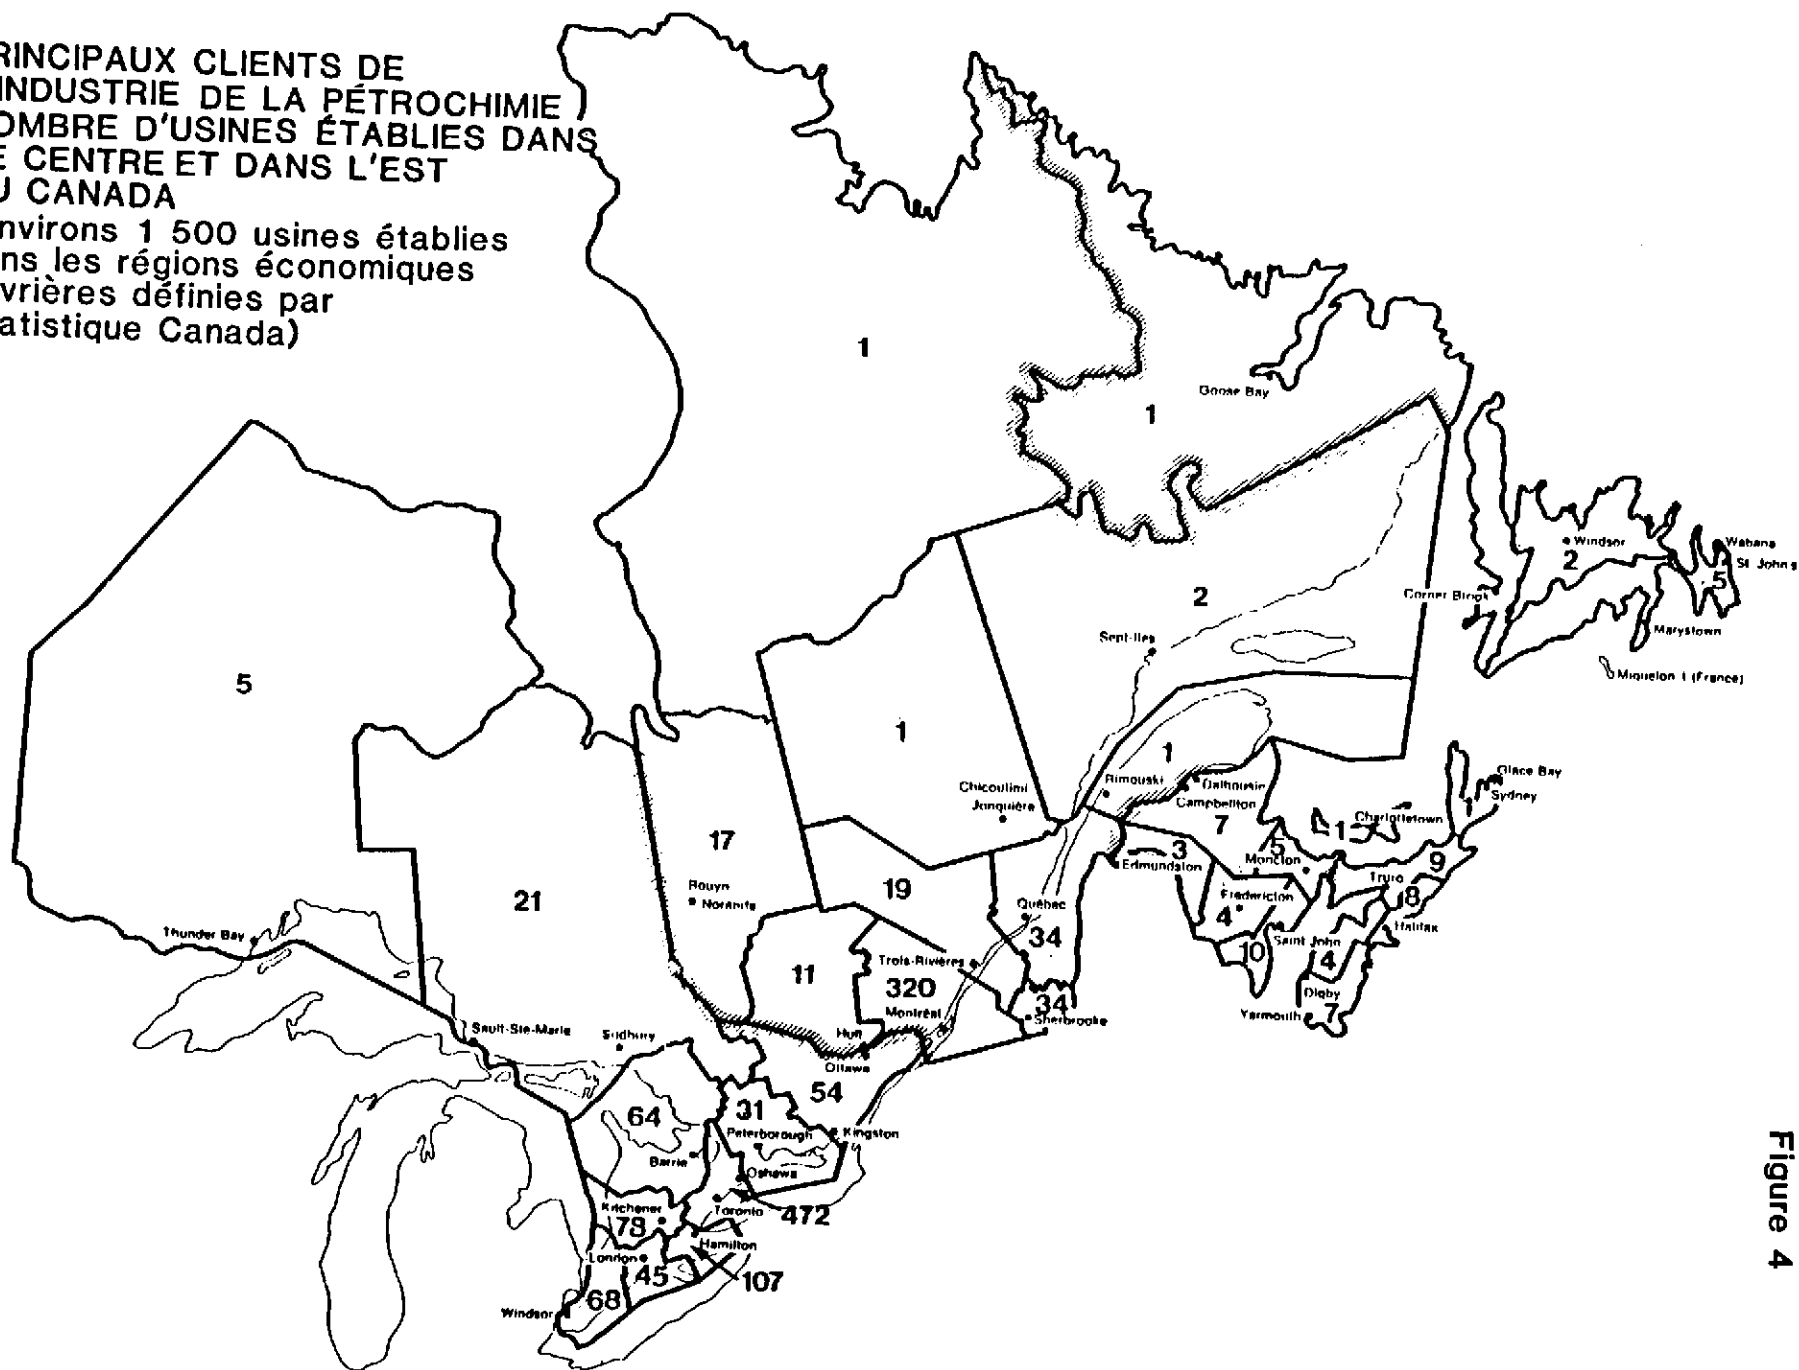 RINCIPAUX CLIENTS DE
INDUSTRIE DE LA PÉTROCHIMIE
OMBRE D'USINES ÉTABLIES DANS
E CENTRE ET DANS L'EST
U CANADA
nvirons 1 500 usines établies
ns les régions économiques
vrières définies par
atistique Canada)
1
1
Goose Bay
Windsor
2
Wabana
St Johns
5
Corner Brook
Marystown
Miquelon I (France)
2
Sept-Iles
5
1
1
Rimouski
Dalhousie
Campbellton
Chicoutimi
Jonquière
Glace Bay
Sydney
1
Charlottetown
1
7
5
3
Edmundston
Moncton
9
Truro
8
Halifax
Fredericton
4
Saint John
10
4
Digby
Yarmouth
7
17
Rouyn
Noranda
19
21
Québec
34
Thunder Bay
11
Trois-Rivières
320
Montréal
34
Sherbrooke
Sault-Ste-Marie
Sudbury
Hull
Ottawa
54
64
31
Peterborough
Kingston
Barrie
Oshawa
Toronto
472
Kitchener
78
Hamilton
London
45
107
68
Windsor
Figure 4